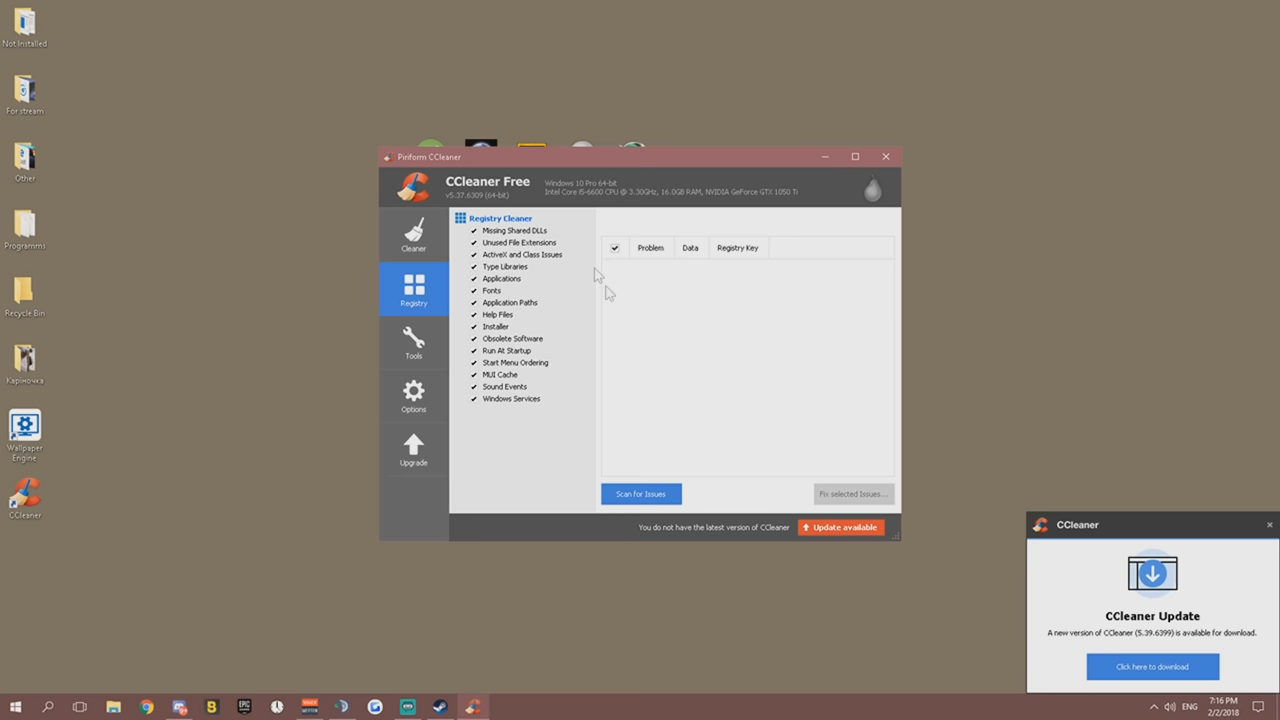 Not Installed
For stream
Other
Programms
Recycle Bin
Каріночка
Wallpaper
Engine
CCleaner
Piriform CCleaner
CCleaner Free
v5.37.6309 (64-bit)
Windows 10 Pro 64-bit
Intel Core i5-6600 CPU @ 3.30GHz, 16.0GB RAM, NVIDIA GeForce GTX 1050 Ti
Cleaner
Registry
Tools
Options
Upgrade
Registry Cleaner
Missing Shared DLLs
Unused File Extensions
ActiveX and Class Issues
Type Libraries
Applications
Fonts
Application Paths
Help Files
Installer
Obsolete Software
Run At Startup
Start Menu Ordering
MUI Cache
Sound Events
Windows Services
Problem Data Registry Key
Scan for Issues
Fix selected Issues...
You do not have the latest version of CCleaner
Update available
CCleaner
CCleaner Update
A new version of CCleaner (5.39.6399) is available for download.
Click here to download
EPIC
ENG
7:16 PM
2/2/2018